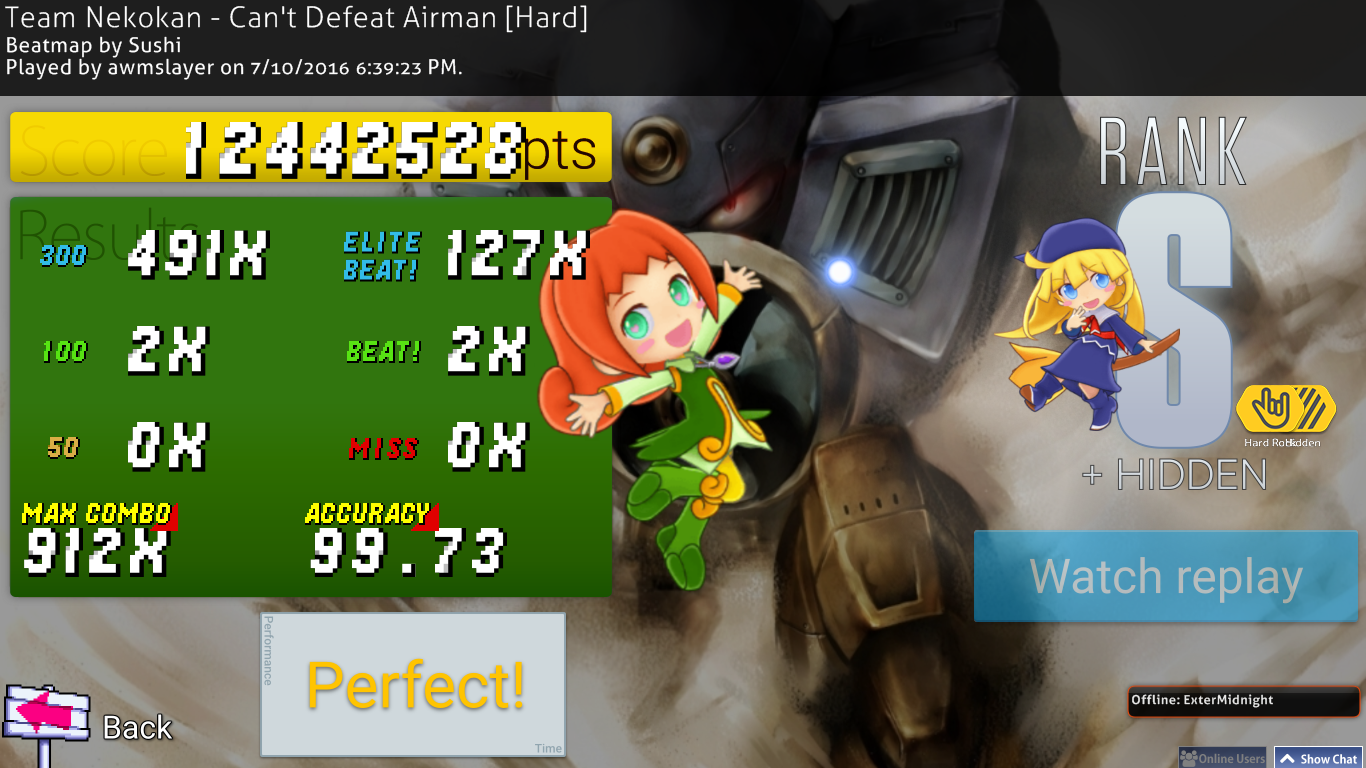 Team Nekokan - Can't Defeat Airman [Hard]
Beatmap by Sushi
Played by awmslayer on 7/10/2016 6:39:23 PM.
Score 12442528 pts
RANK
Results
300 491X ELITE BEAT! 127X
100 2X BEAT! 2X
50 0X MISS 0X
S
Hard Ro Hidden
+ HIDDEN
MAX COMBO ACCURACY
912X 99.73
Watch replay
Performance
Perfect!
Time
Offline: ExterMidnight
Back
Online Users Show Chat